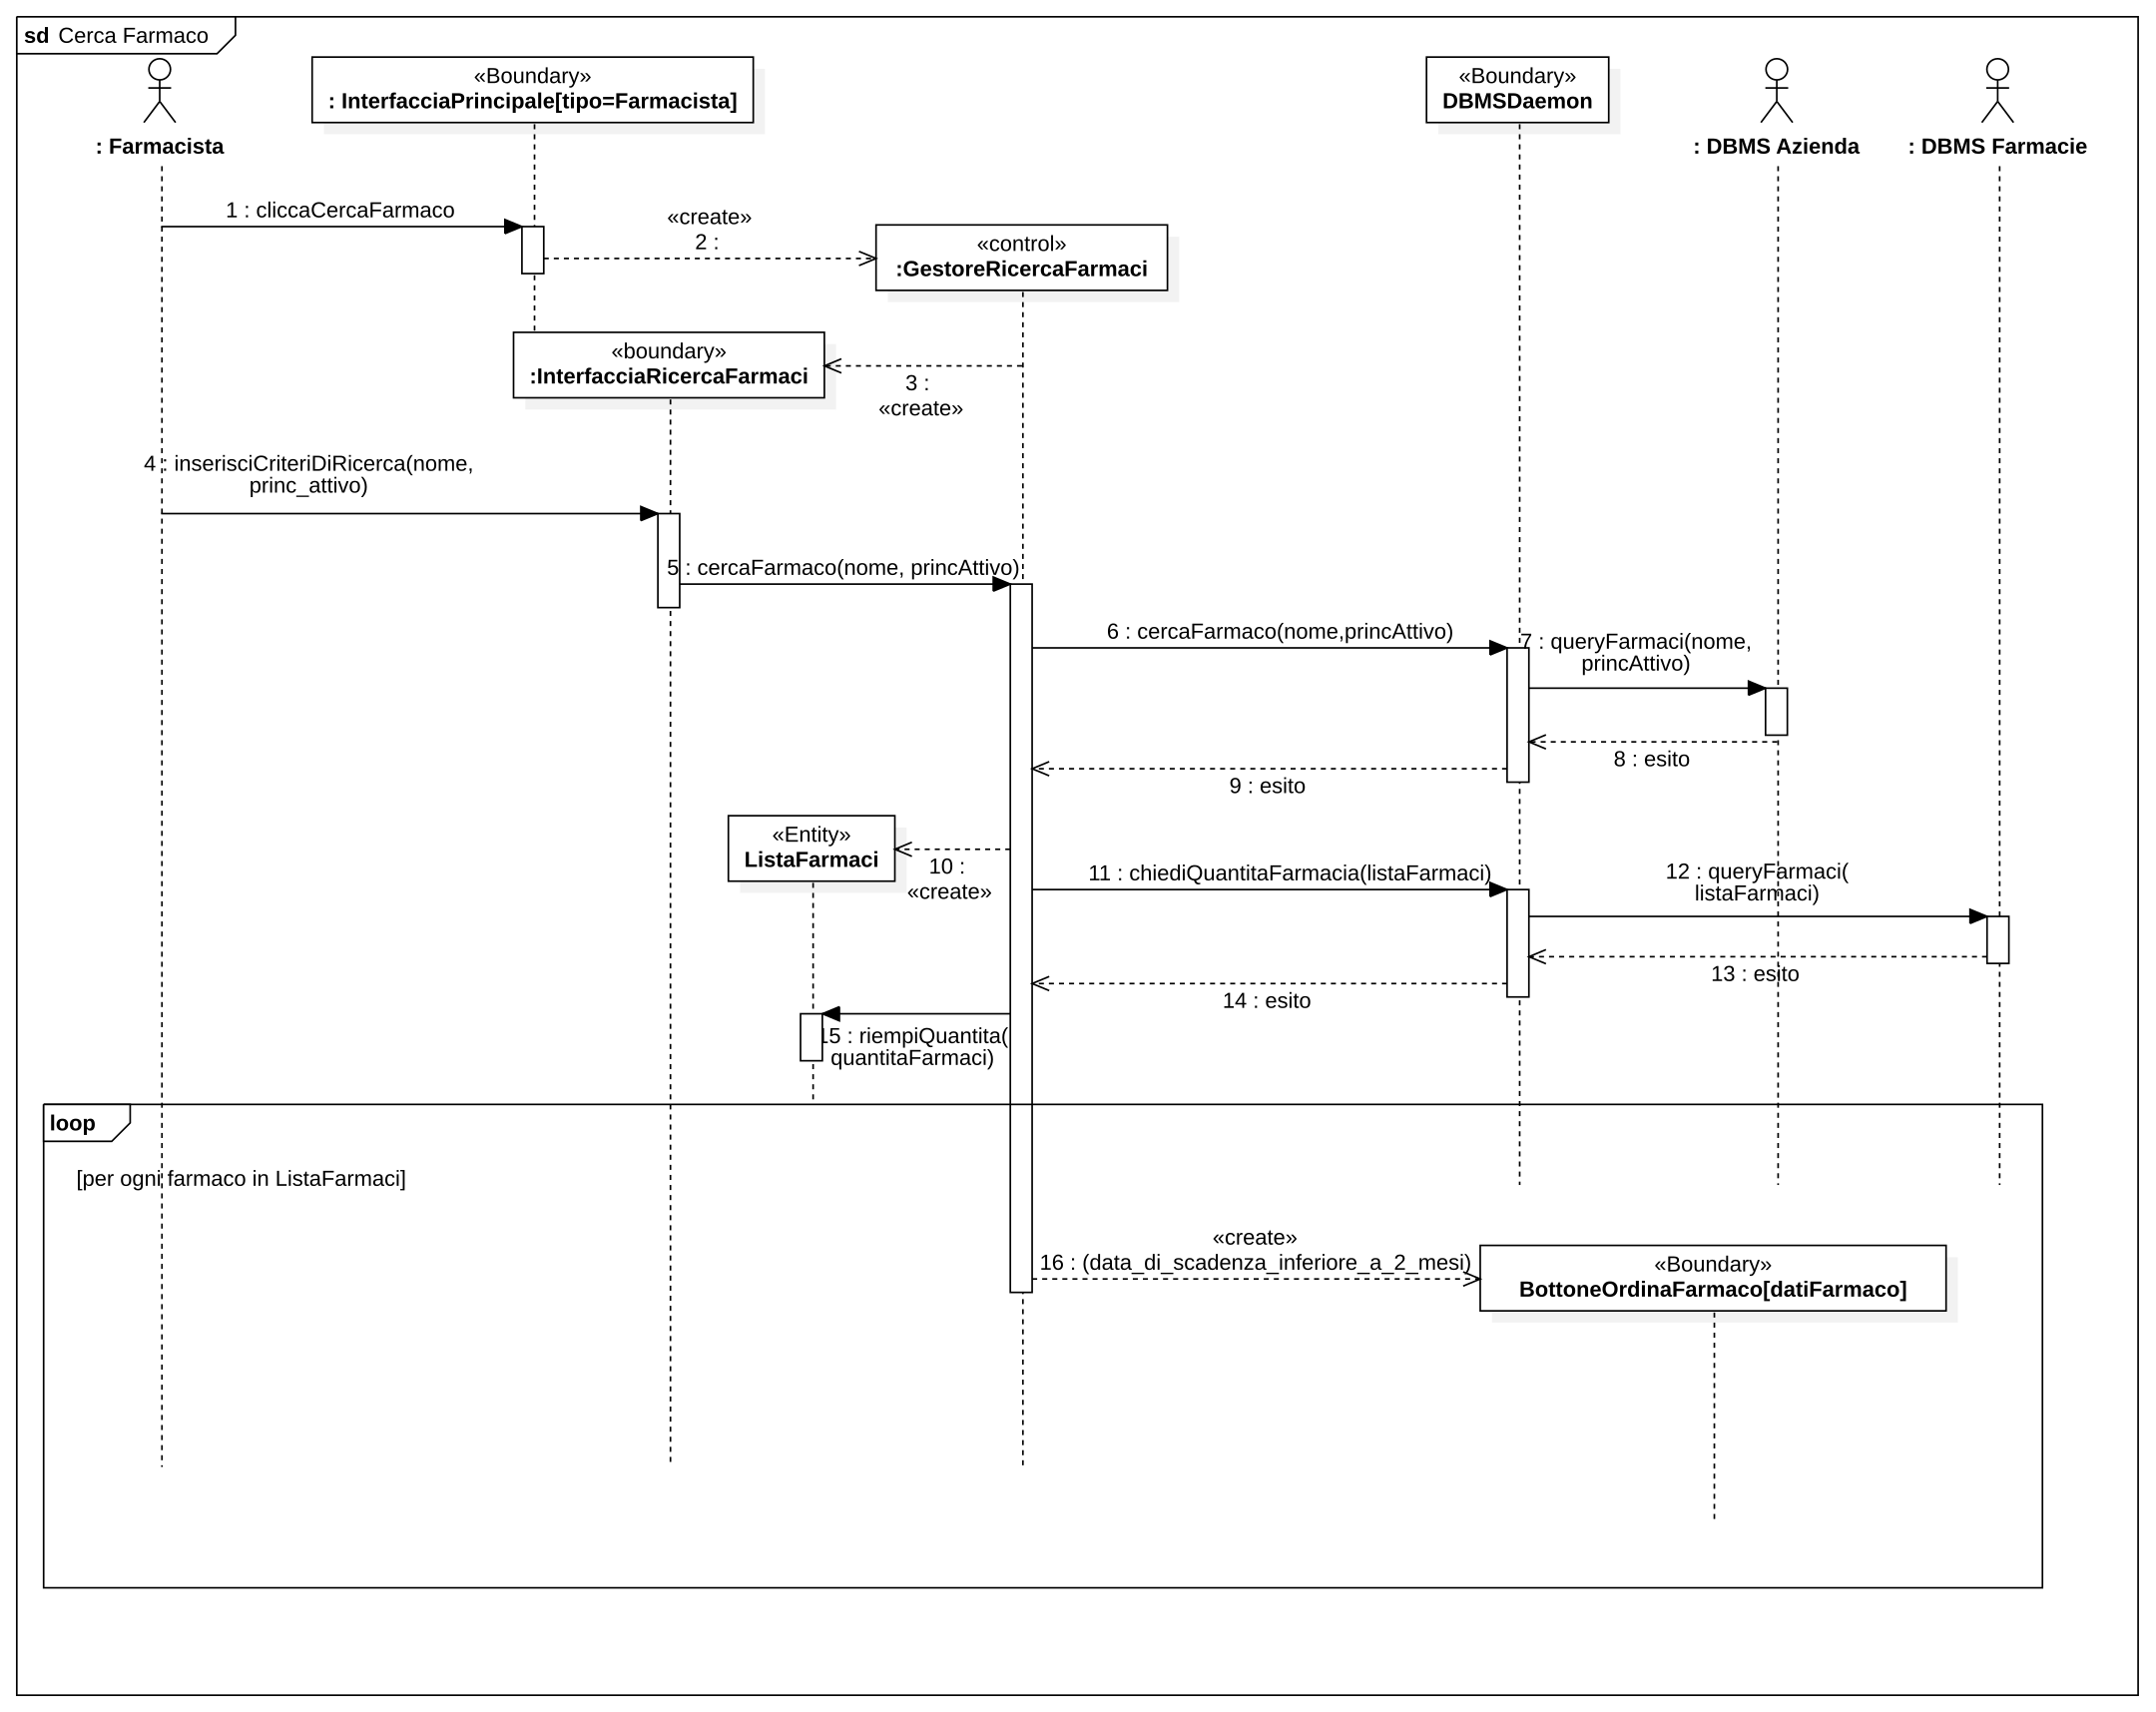 sd Cerca Farmaco
«Boundary»
: InterfacciaPrincipale[tipo=Farmacista]
«Boundary»
DBMSDaemon
: Farmacista
: DBMS Azienda
: DBMS Farmacie
1 : cliccaCercaFarmaco
«create»
2 :
«control»
:GestoreRicercaFarmaci
«boundary»
:InterfacciaRicercaFarmaci
3 :
«create»
4 : inserisciCriteriDiRicerca(nome,
princ_attivo)
5 : cercaFarmaco(nome, princAttivo)
6 : cercaFarmaco(nome,princAttivo)
7 : queryFarmaci(nome,
princAttivo)
8 : esito
9 : esito
«Entity»
ListaFarmaci
10 :
«create»
11 : chiediQuantitaFarmacia(listaFarmaci)
12 : queryFarmaci(
listaFarmaci)
13 : esito
14 : esito
15 : riempiQuantita(
quantitaFarmaci)
loop
[per ogni farmaco in ListaFarmaci]
«create»
16 : (data_di_scadenza_inferiore_a_2_mesi)
«Boundary»
BottoneOrdinaFarmaco[datiFarmaco]